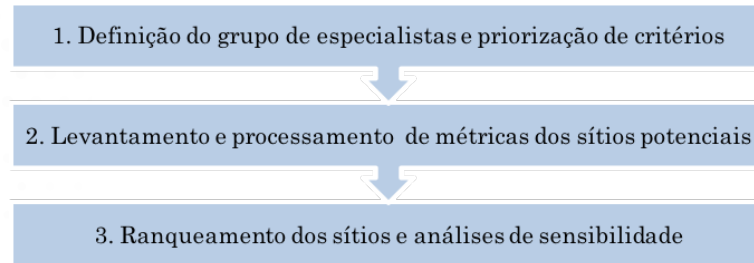 1. Definição do grupo de especialistas e priorização de critérios
2. Levantamento e processamento de métricas dos sítios potenciais
3. Ranqueamento dos sítios e análises de sensibilidade